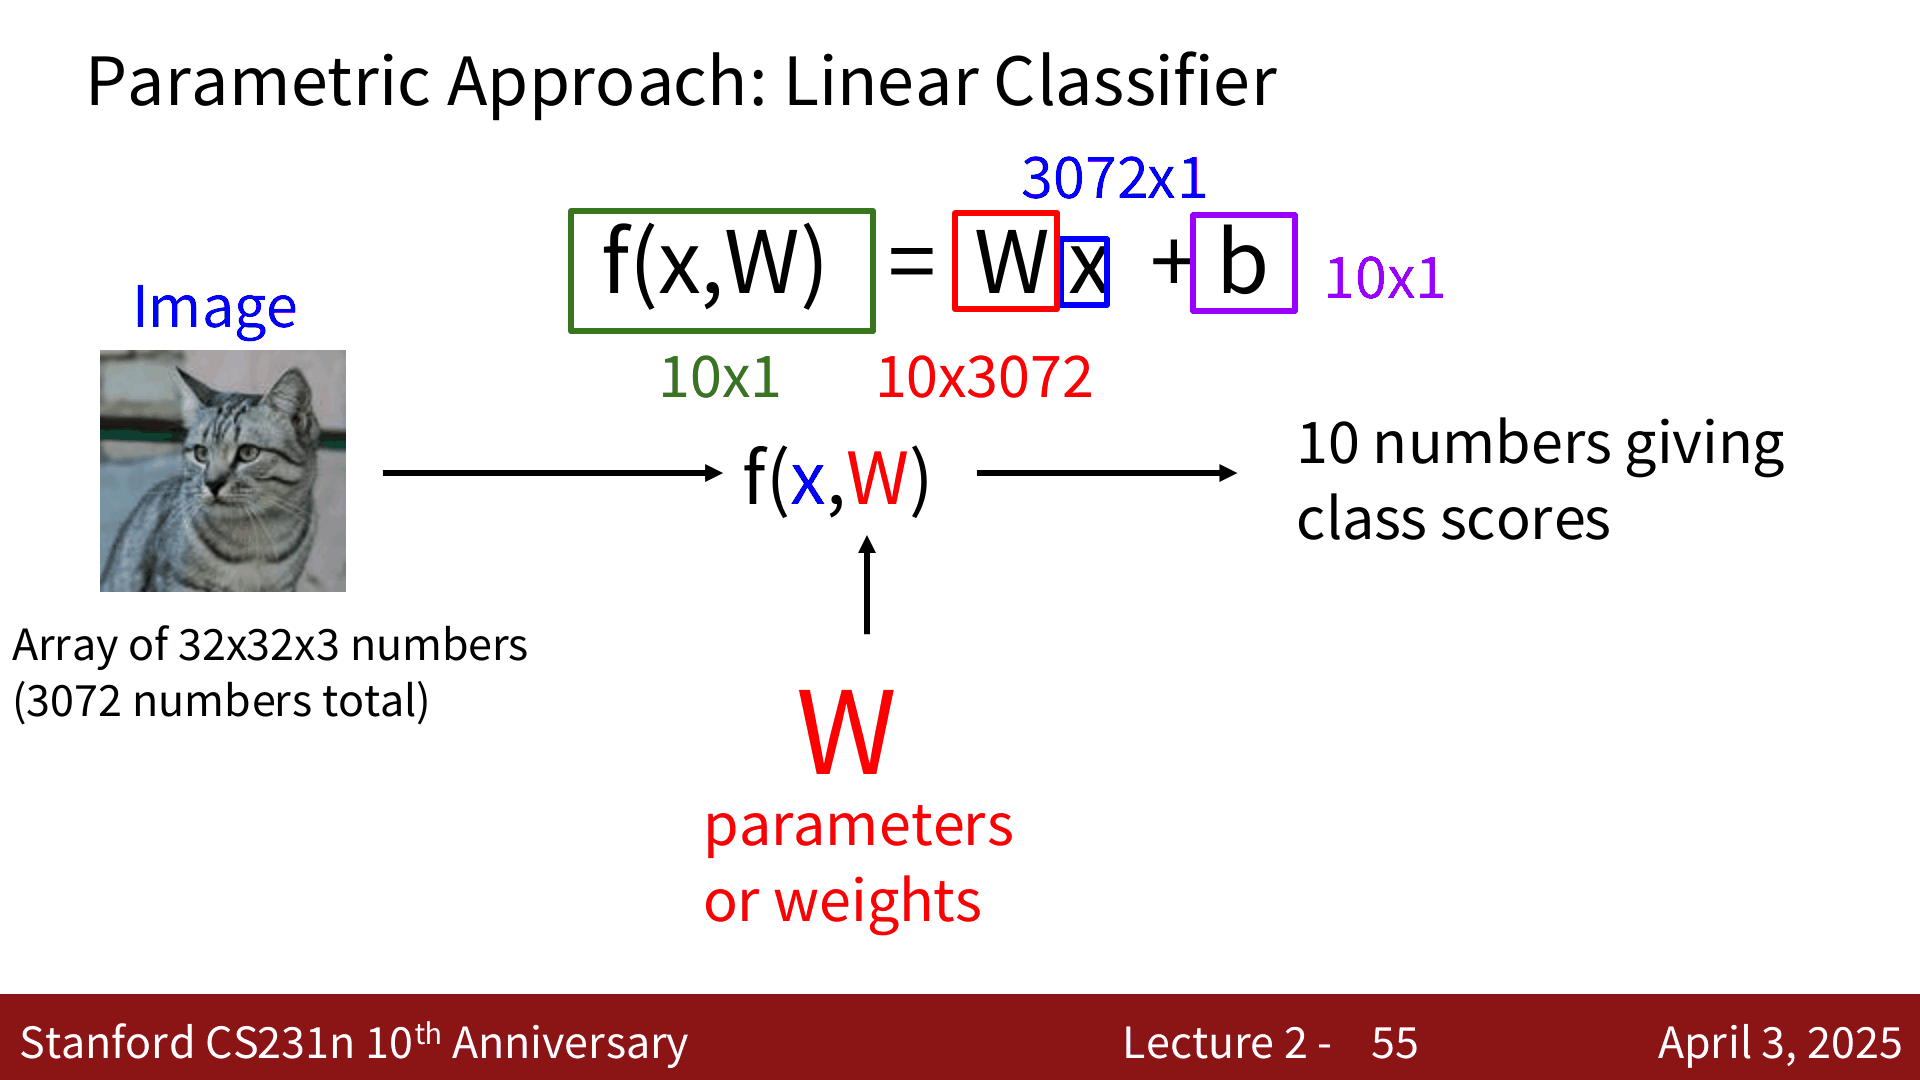 Parametric Approach: Linear Classifier
3072x1
f(x,W) = Wx + b 10x1
10x1 10x3072
Image
f(x,W)
10 numbers giving
class scores
Array of 32x32x3 numbers
(3072 numbers total)
W
parameters
or weights
Stanford CS231n 10th Anniversary Lecture 2 - 55 April 3, 2025